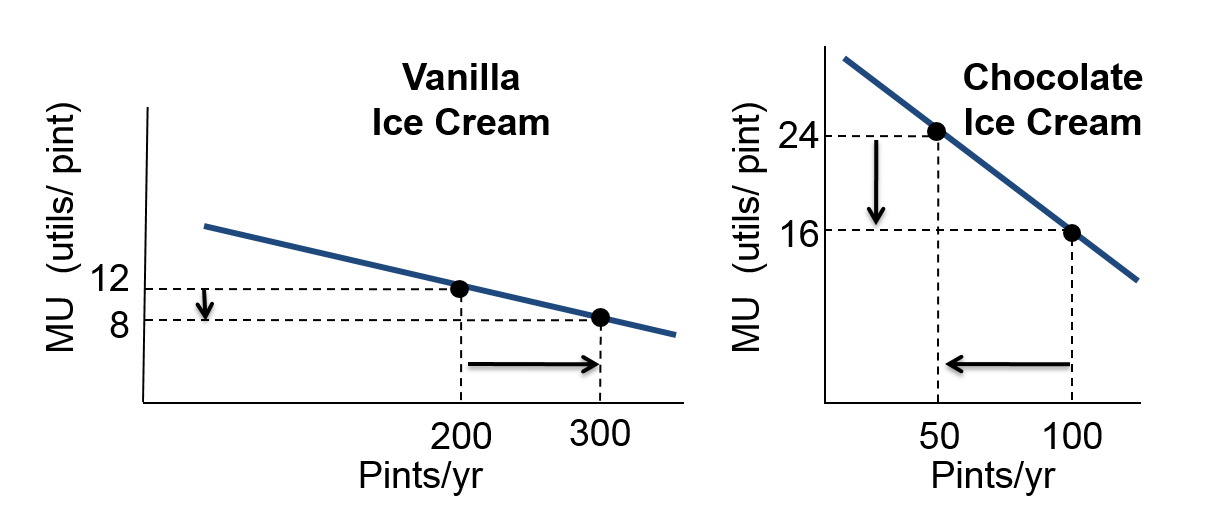 Vanilla
Ice Cream
MU (utils/ pint)
12
8
200
300
Pints/yr
Chocolate
Ice Cream
MU (utils/ pint)
24
16
50
100
Pints/yr